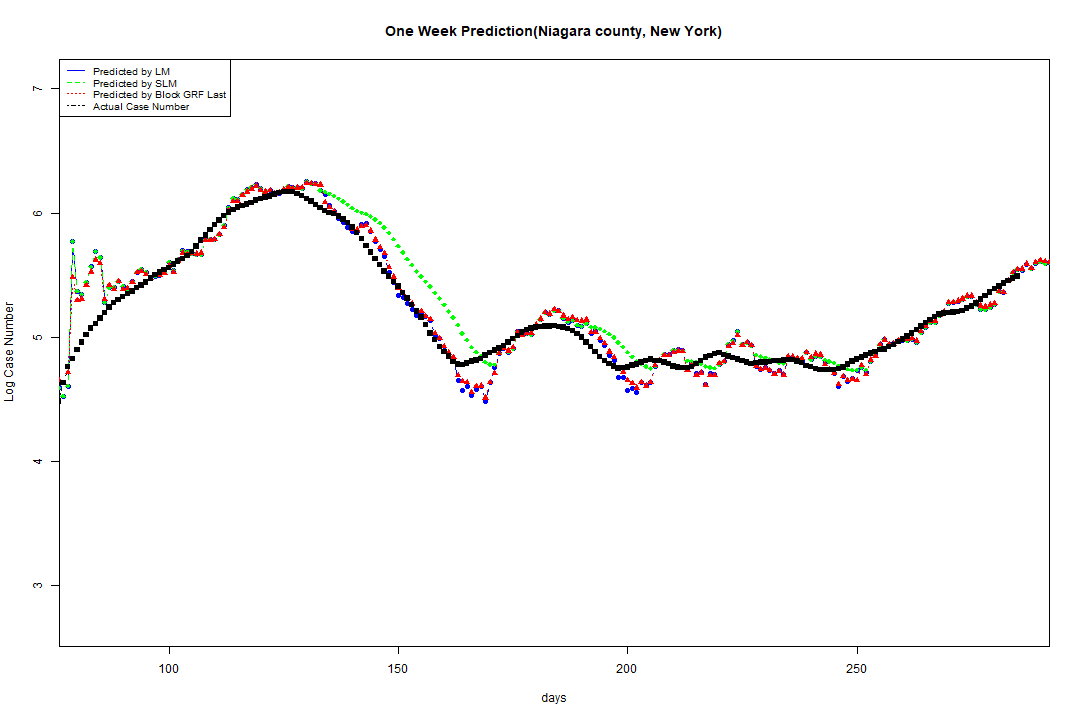 One Week Prediction(Niagara county, New York)
Predicted by LM
Predicted by SLM
Predicted by Block GRF Last
Actual Case Number
7
6
5
4
3
Log Case Number
100 150 200 250
days